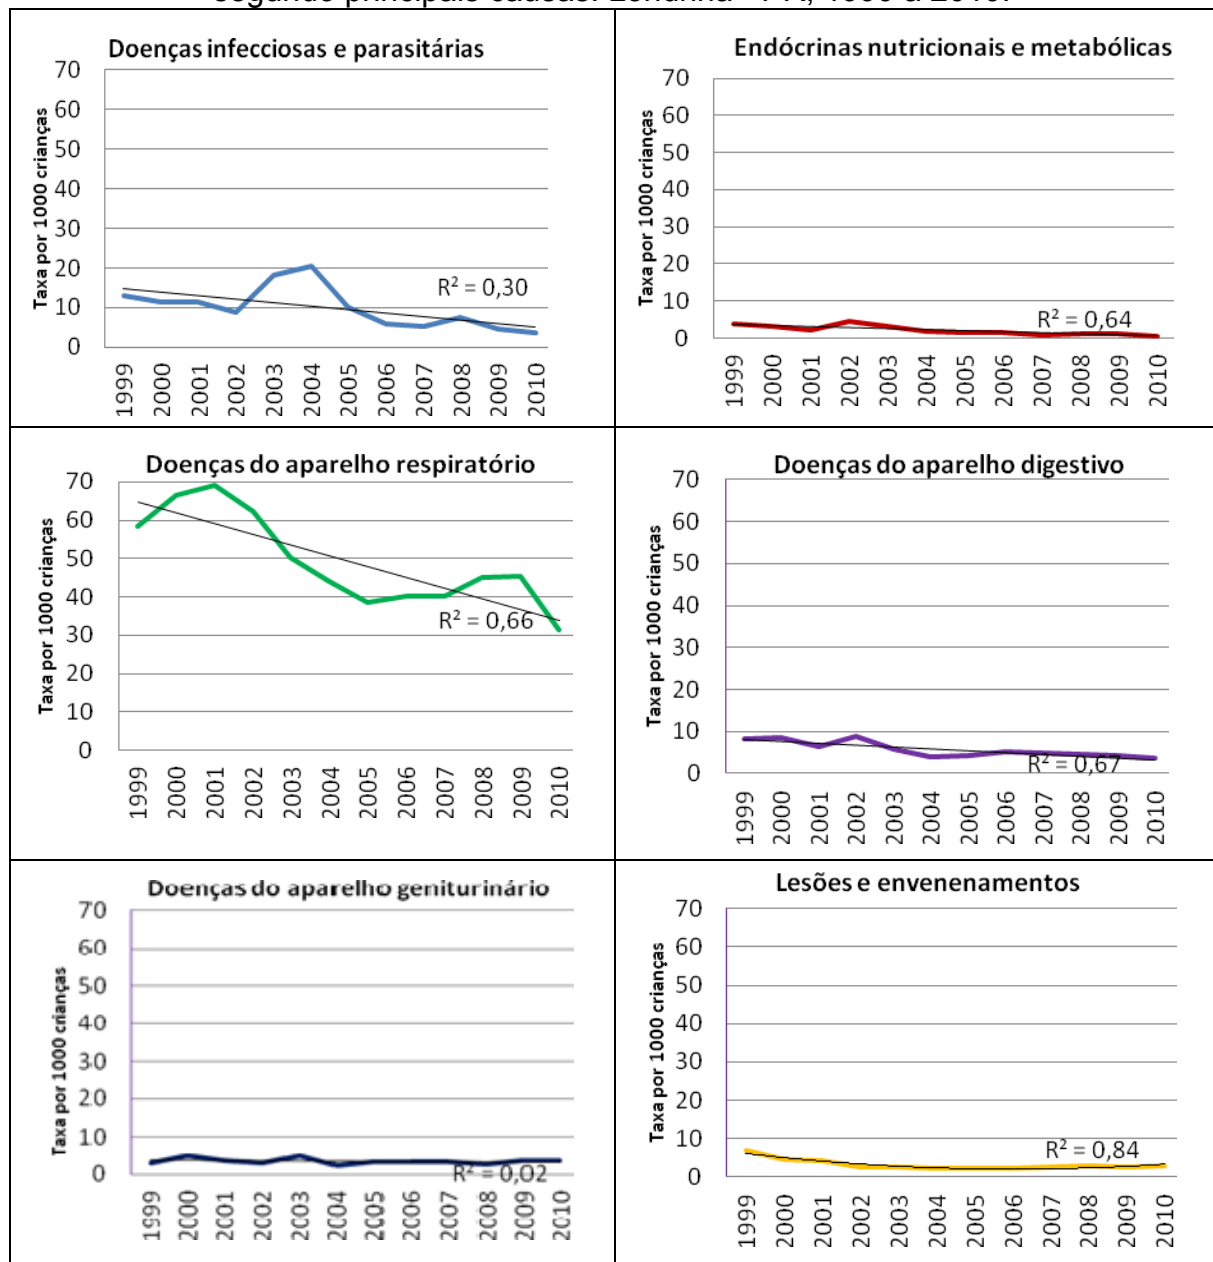 segundo principais causas. Londrina - PR, 1999 a 2010.
Doenças infecciosas e parasitárias
Taxa por 1000 crianças
70
60
50
40
30
20
10
0
R² = 0,30
1999 2000 2001 2002 2003 2004 2005 2006 2007 2008 2009 2010
Endócrinas nutricionais e metabólicas
Taxa por 1000 crianças
70
60
50
40
30
20
10
0
R² = 0,64
1999 2000 2001 2002 2003 2004 2005 2006 2007 2008 2009 2010
Doenças do aparelho respiratório
Taxa por 1000 crianças
70
60
50
40
30
20
10
0
R² = 0,66
1999 2000 2001 2002 2003 2004 2005 2006 2007 2008 2009 2010
Doenças do aparelho digestivo
Taxa por 1000 crianças
70
60
50
40
30
20
10
0
R² = 0,67
1999 2000 2001 2002 2003 2004 2005 2006 2007 2008 2009 2010
Doenças do aparelho geniturinário
Taxa por 1000 crianças
70
60
50
40
30
20
10
0
R² = 0,02
1999 2000 2001 2002 2003 2004 2005 2006 2007 2008 2009 2010
Lesões e envenenamentos
Taxa por 1000 crianças
70
60
50
40
30
20
10
0
R² = 0,84
1999 2000 2001 2002 2003 2004 2005 2006 2007 2008 2009 2010